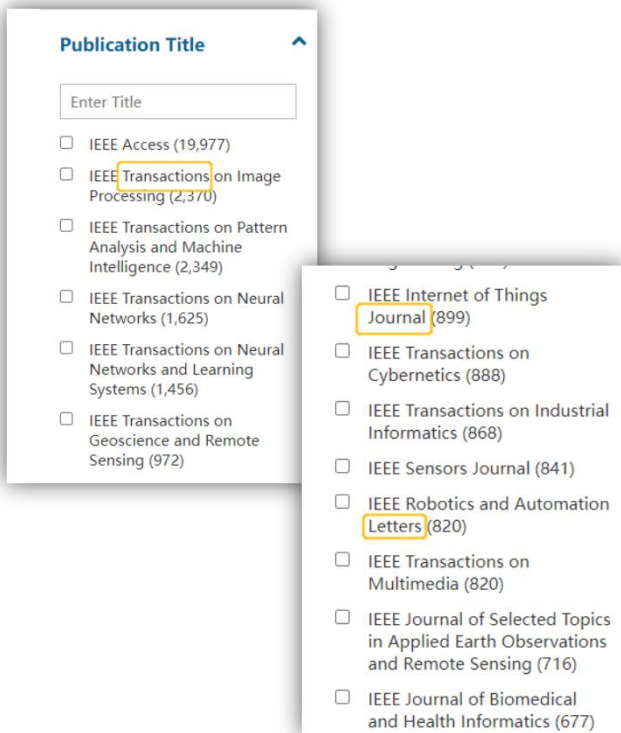 Publication Title
Enter Title
IEEE Access (19,977)
IEEE Transactions on Image
Processing (2,370)
IEEE Transactions on Pattern
Analysis and Machine
Intelligence (2,349)
IEEE Transactions on Neural
Networks (1,625)
IEEE Transactions on Neural
Networks and Learning
Systems (1,456)
IEEE Transactions on
Geoscience and Remote
Sensing (972)
IEEE Internet of Things
Journal (899)
IEEE Transactions on
Cybernetics (888)
IEEE Transactions on Industrial
Informatics (868)
IEEE Sensors Journal (841)
IEEE Robotics and Automation
Letters (820)
IEEE Transactions on
Multimedia (820)
IEEE Journal of Selected Topics
in Applied Earth Observations
and Remote Sensing (716)
IEEE Journal of Biomedical
and Health Informatics (677)